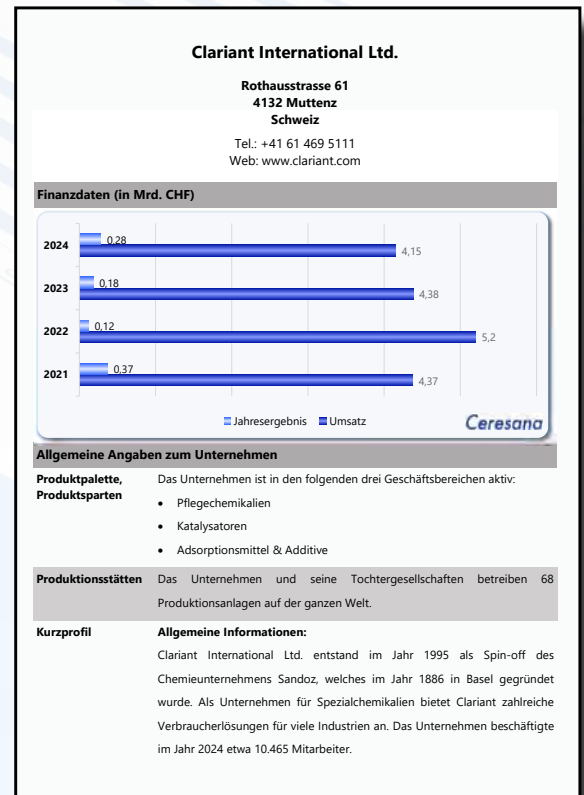 Clariant International Ltd.
Rothausstrasse 61
4132 Muttenz
Schweiz
Tel.: +41 61 469 5111
Web: www.clariant.com
Finanzdaten (in Mrd. CHF)
2024
0,28
4,15
2023
0,18
4,38
2022
0,12
5,2
2021
0,37
4,37
Jahresergebnis Umsatz
Ceresana
Allgemeine Angaben zum Unternehmen
Produktpalette, Das Unternehmen ist in den folgenden drei Geschäftsbereichen aktiv:
Produktsparten
• Pflegechemikalien
• Katalysatoren
• Adsorptionsmittel & Additive
Produktionsstätten Das Unternehmen und seine Tochtergesellschaften betreiben 68
Produktionsanlagen auf der ganzen Welt.
Kurzprofil Allgemeine Informationen:
Clariant International Ltd. entstand im Jahr 1995 als Spin-off des
Chemieunternehmens Sandoz, welches im Jahr 1886 in Basel gegründet
wurde. Als Unternehmen für Spezialchemikalien bietet Clariant zahlreiche
Verbraucherlösungen für viele Industrien an. Das Unternehmen beschäftigte
im Jahr 2024 etwa 10.465 Mitarbeiter.